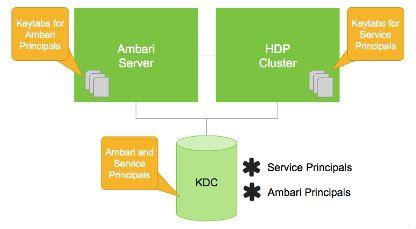 Keytabs for
Ambari
Principals
Ambari
Server
HDP
Cluster
Keytabs for
Service
Principals
Ambari and
Service
Principals
KDC
Service Principals
Ambari Principals